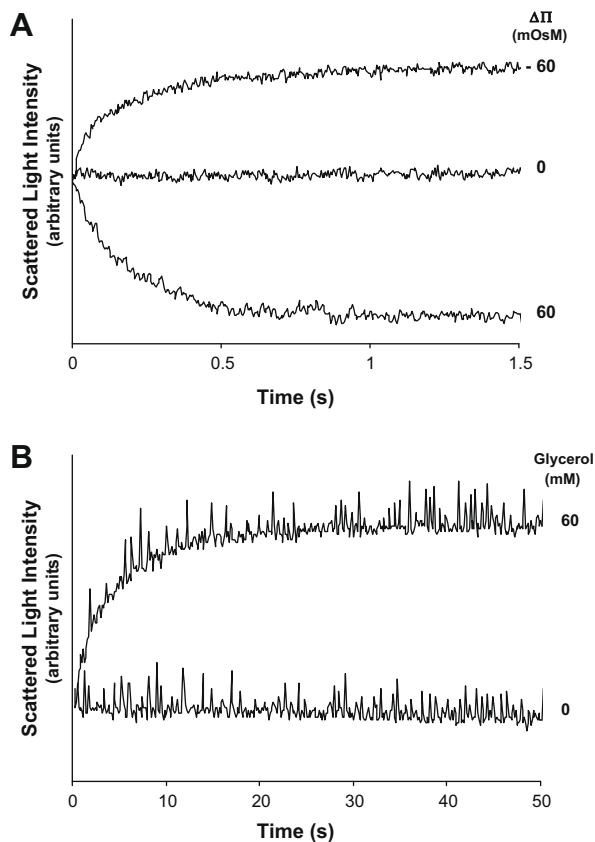 A
ΔΠ
(mOsM)
- 60
0
60
Scattered Light Intensity
(arbitrary units)
0
0.5
1
1.5
Time (s)
B
Glycerol
(mM)
60
0
Scattered Light Intensity
(arbitrary units)
0
10
20
30
40
50
Time (s)